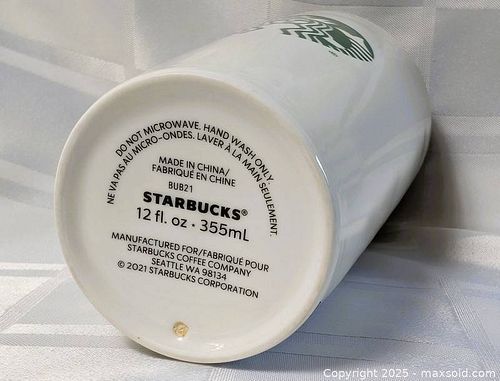 DO NOT MICROWAVE. HAND WASH ONLY.
NE VA PAS AU MICRO-ONDES. LAVER À LA MAIN SEULEMENT.
MADE IN CHINA/
FABRIQUÉ EN CHINE
BUB21
STARBUCKS®
12 fl. oz • 355mL
MANUFACTURED FOR/FABRIQUÉ POUR
STARBUCKS COFFEE COMPANY
SEATTLE WA 98134
© 2021 STARBUCKS CORPORATION
Copyright 2025 - maxsold.com